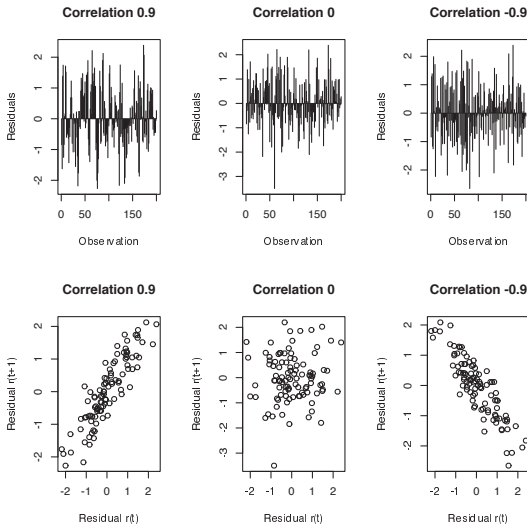 Correlation 0.9
Correlation 0
Correlation -0.9
Residuals
2
1
0
-1
-2
0 50 150
Observation
Residuals
2
1
0
-1
-2
-3
0 50 150
Observation
Residuals
2
1
0
-2
0 50 150
Observation
Correlation 0.9
Correlation 0
Correlation -0.9
Residual r(t+1)
2
1
0
-1
-2
-2 -1 0 1 2
Residual r(t)
Residual r(t+1)
2
1
0
-1
-2
-3
-2 -1 0 1 2
Residual r(t)
Residual r(t+1)
2
1
0
-2
-2 -1 0 1 2
Residual r(t)